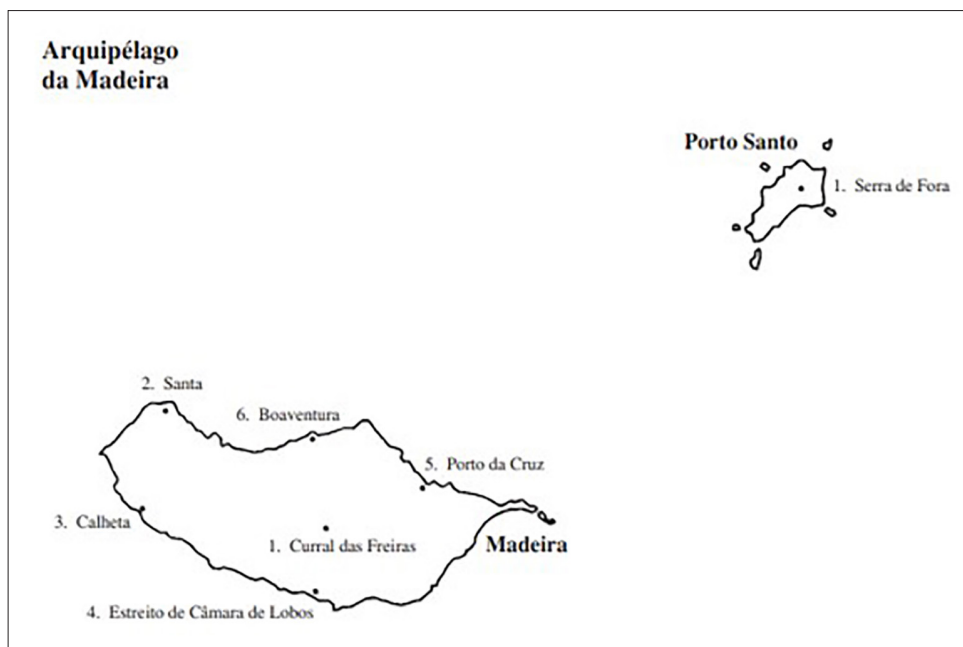 Arquipélago
da Madeira
Porto Santo
1. Serra de Fora
2. Santa
6. Boaventura
5. Porto da Cruz
3. Calheta
1. Curral das Freiras
Madeira
4. Estreito de Câmara de Lobos